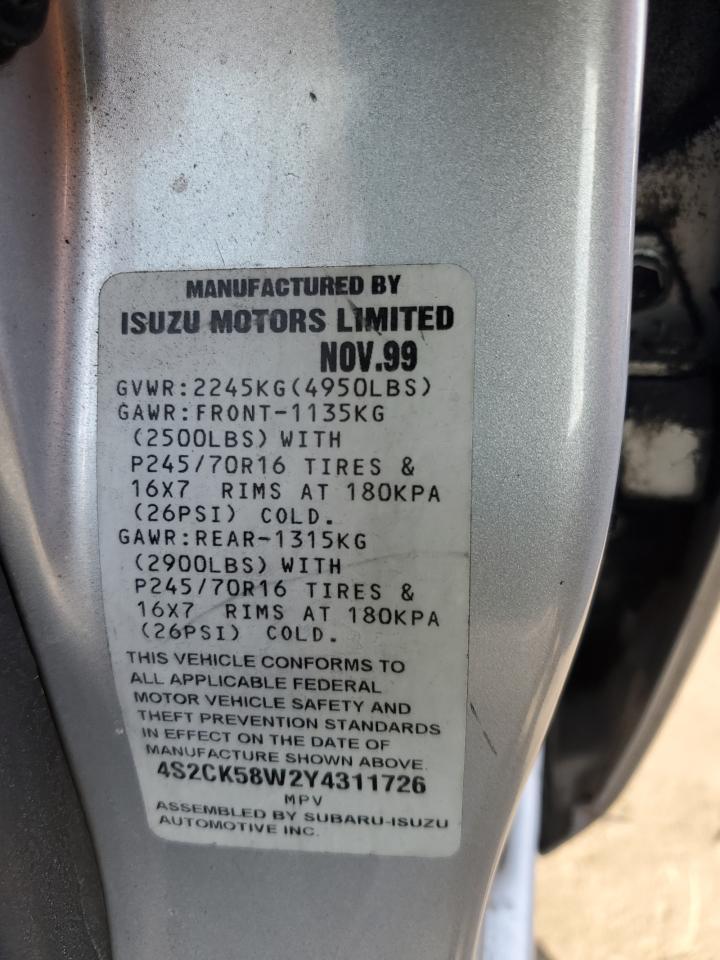 MANUFACTURED BY
ISUZU MOTORS LIMITED
NOV.99
GVWR:2245KG(4950LBS)
GAWR:FRONT-1135KG
(2500LBS) WITH
P245/70R16 TIRES &
16X7 RIMS AT 180KPA
(26PSI) COLD.
GAWR:REAR-1315KG
(2900LBS) WITH
P245/70R16 TIRES &
16X7 RIMS AT 180KPA
(26PSI) COLD.
THIS VEHICLE CONFORMS TO
ALL APPLICABLE FEDERAL
MOTOR VEHICLE SAFETY AND
THEFT PREVENTION STANDARDS
IN EFFECT ON THE DATE OF
MANUFACTURE SHOWN ABOVE.
4S2CK58W2Y4311726
MPV
ASSEMBLED BY SUBARU-ISUZU
AUTOMOTIVE INC.